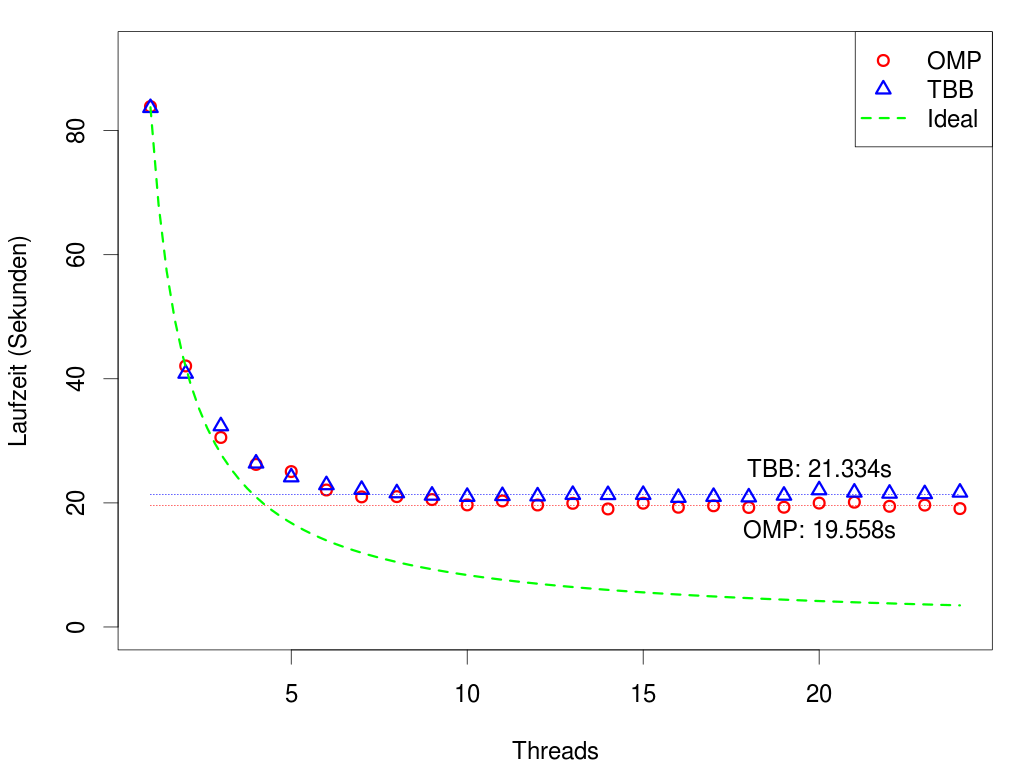 OMP
TBB
Ideal
Laufzeit (Sekunden)
80
60
40
20
0
TBB: 21.334s
OMP: 19.558s
5 10 15 20
Threads